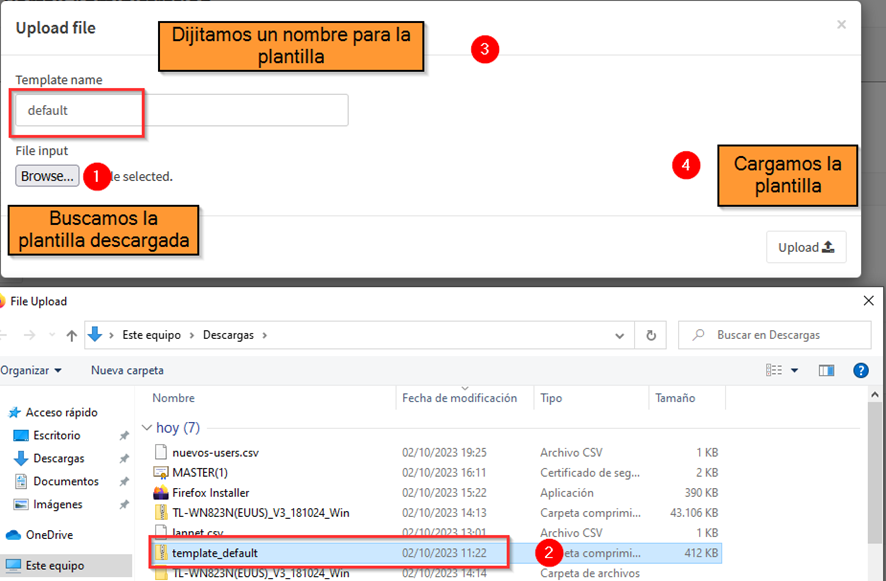 Upload file
×
Dijitamos un nombre para la
plantilla
3
Template name
default
File input
Browse...
1
selected.
Buscamos la
plantilla descargada
4
Cargamos la
plantilla
Upload
File Upload
Este equipo
Descargas
Buscar en Descargas
Organizar
Nueva carpeta
Acceso rápido
Escritorio
Descargas
Documentos
Imágenes
OneDrive
Este equipo
Nombre Fecha de modificación Tipo Tamaño
hoy (7)
nuevos-users.csv 02/10/2023 19:25 Archivo CSV 1 KB
MASTER(1) 02/10/2023 16:11 Certificado de seg... 2 KB
Firefox Installer 02/10/2023 15:22 Aplicación 390 KB
TL-WN823N(EUUS)_V3_181024_Win 02/10/2023 14:13 Carpeta comprimi... 43.106 KB
02/10/2023 13:01 Archivo CSV 1 KB
template_default 02/10/2023 11:22 2 comprimi... 412 KB
TL-WN823N(EUUS)_V3_181024_Win 02/10/2023 14:14 Carpeta de archivos